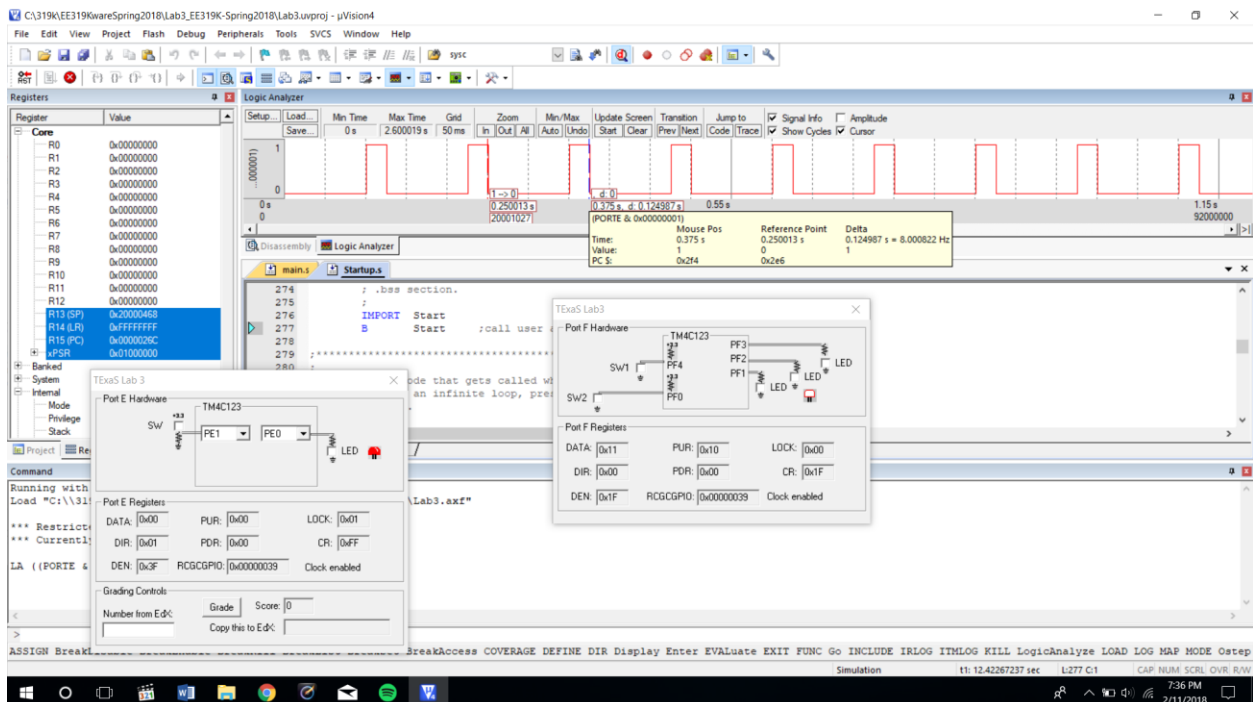 C:\319k\EE319KwareSpring2018\Lab3_EE319K-Spring2018\Lab3.uvproj - µVision4
File Edit View Project Flash Debug Peripherals Tools SVCS Window Help
sysc
RST
Registers
Register Value
Core
R0 0x00000000
R1 0x00000000
R2 0x00000000
R3 0x00000000
R4 0x00000000
R5 0x00000000
R6 0x00000000
R7 0x00000000
R8 0x00000000
R9 0x00000000
R10 0x00000000
R11 0x00000000
R12 0x00000000
R13 (SP) 0x20000468
R14 (LR) 0xFFFFFFFF
R15 (PC) 0x0000026C
xPSR 0x01000000
Banked
System
Internal
Mode
Privilege
Stack
Project
Logic Analyzer
Setup... Load... Min Time Max Time Grid Zoom Min/Max Update Screen Transition Jump to Signal Info Amplitude
Save... 0 s 2.600019 s 50 ms In Out All Auto Undo Start Clear Prev Next Code Trace Show Cycles Cursor
...000001)
1
0
1 -> 0 d: 0
0 s 0.250013 s 0.375 s, d: 0.124987 s 0.55 s 1.15 s
0 20001027 92000000
(PORTE & 0x00000001)
Mouse Pos Reference Point Delta
Time: 0.375 s 0.250013 s 0.124987 s = 8.000822 Hz
Value: 1 0 1
PC $: 0x2f4 0x2e6
Disassembly Logic Analyzer
main.s Startup.s
274 ; .bss section.
275 ;
276 IMPORT Start
277 B Start ;call user a
278
279
280
ode that gets called wh
an infinite loop, pres
TExaS Lab3
Port F Hardware
TM4C123
+3.3
PF3
PF2
PF1
SW1
PF4
+3.3
SW2
PF0
LED
LED
LED
Port F Registers
DATA: 0x11 PUR: 0x10 LOCK: 0x00
DIR: 0x00 PDR: 0x00 CR: 0x1F
DEN: 0x1F RCGCGPIO: 0x00000039 Clock enabled
TExaS Lab 3
Port E Hardware
TM4C123
+3.3
SW
PE1 PE0
LED
Port E Registers
DATA: 0x00 PUR: 0x00 LOCK: 0x01
DIR: 0x01 PDR: 0x00 CR: 0xFF
DEN: 0x3F RCGCGPIO: 0x00000039 Clock enabled
Grading Controls
Number from EdX: Grade Score: 0
Copy this to EdX:
Command
Running with
Load "C:\\31 \Lab3.axf"
*** Restrict
*** Currentl
LA ((PORTE &
>
ASSIGN Break BreakAccess COVERAGE DEFINE DIR Display Enter EVALuate EXIT FUNC Go INCLUDE IRLOG ITMLOG KILL LogicAnalyze LOAD LOG MAP MODE Ostep
Simulation t1: 12.42267237 sec L:277 C:1 CAP NUM SCRL OVR R/W
7:36 PM
2/11/2018